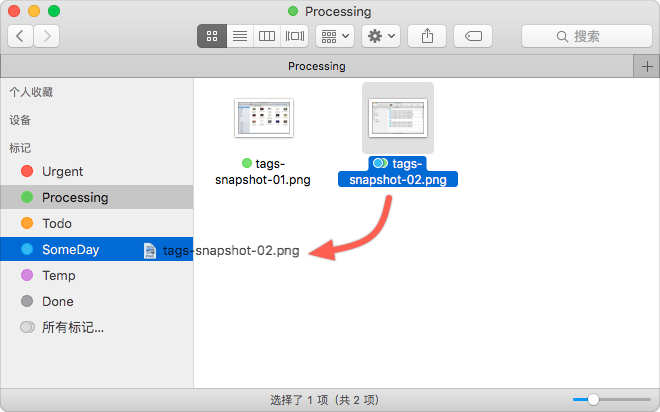 Processing
搜索
Processing
个人收藏
设备
标记
Urgent
Processing
Todo
SomeDay
Temp
Done
所有标记...
tags-
snapshot-01.png
tags-
snapshot-02.png
tags-snapshot-02.png
选择了 1 项（共 2 项）